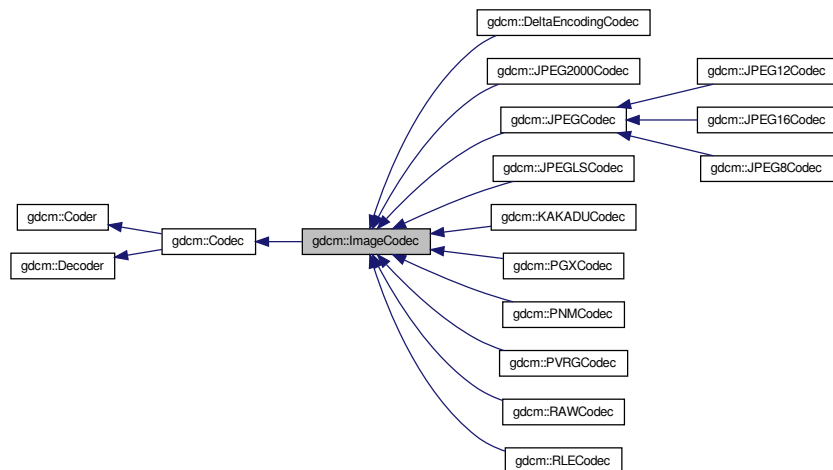 gdcm::DeltaEncodingCodec
gdcm::JPEG2000Codec
gdcm::JPEG12Codec
gdcm::JPEGCodec
gdcm::JPEG16Codec
gdcm::JPEGLSCodec
gdcm::JPEG8Codec
gdcm::Coder
gdcm::KAKADUCodec
gdcm::Codec
gdcm::ImageCodec
gdcm::Decoder
gdcm::PGXCodec
gdcm::PNMCodec
gdcm::PVRGCodec
gdcm::RAWCodec
gdcm::RLECodec